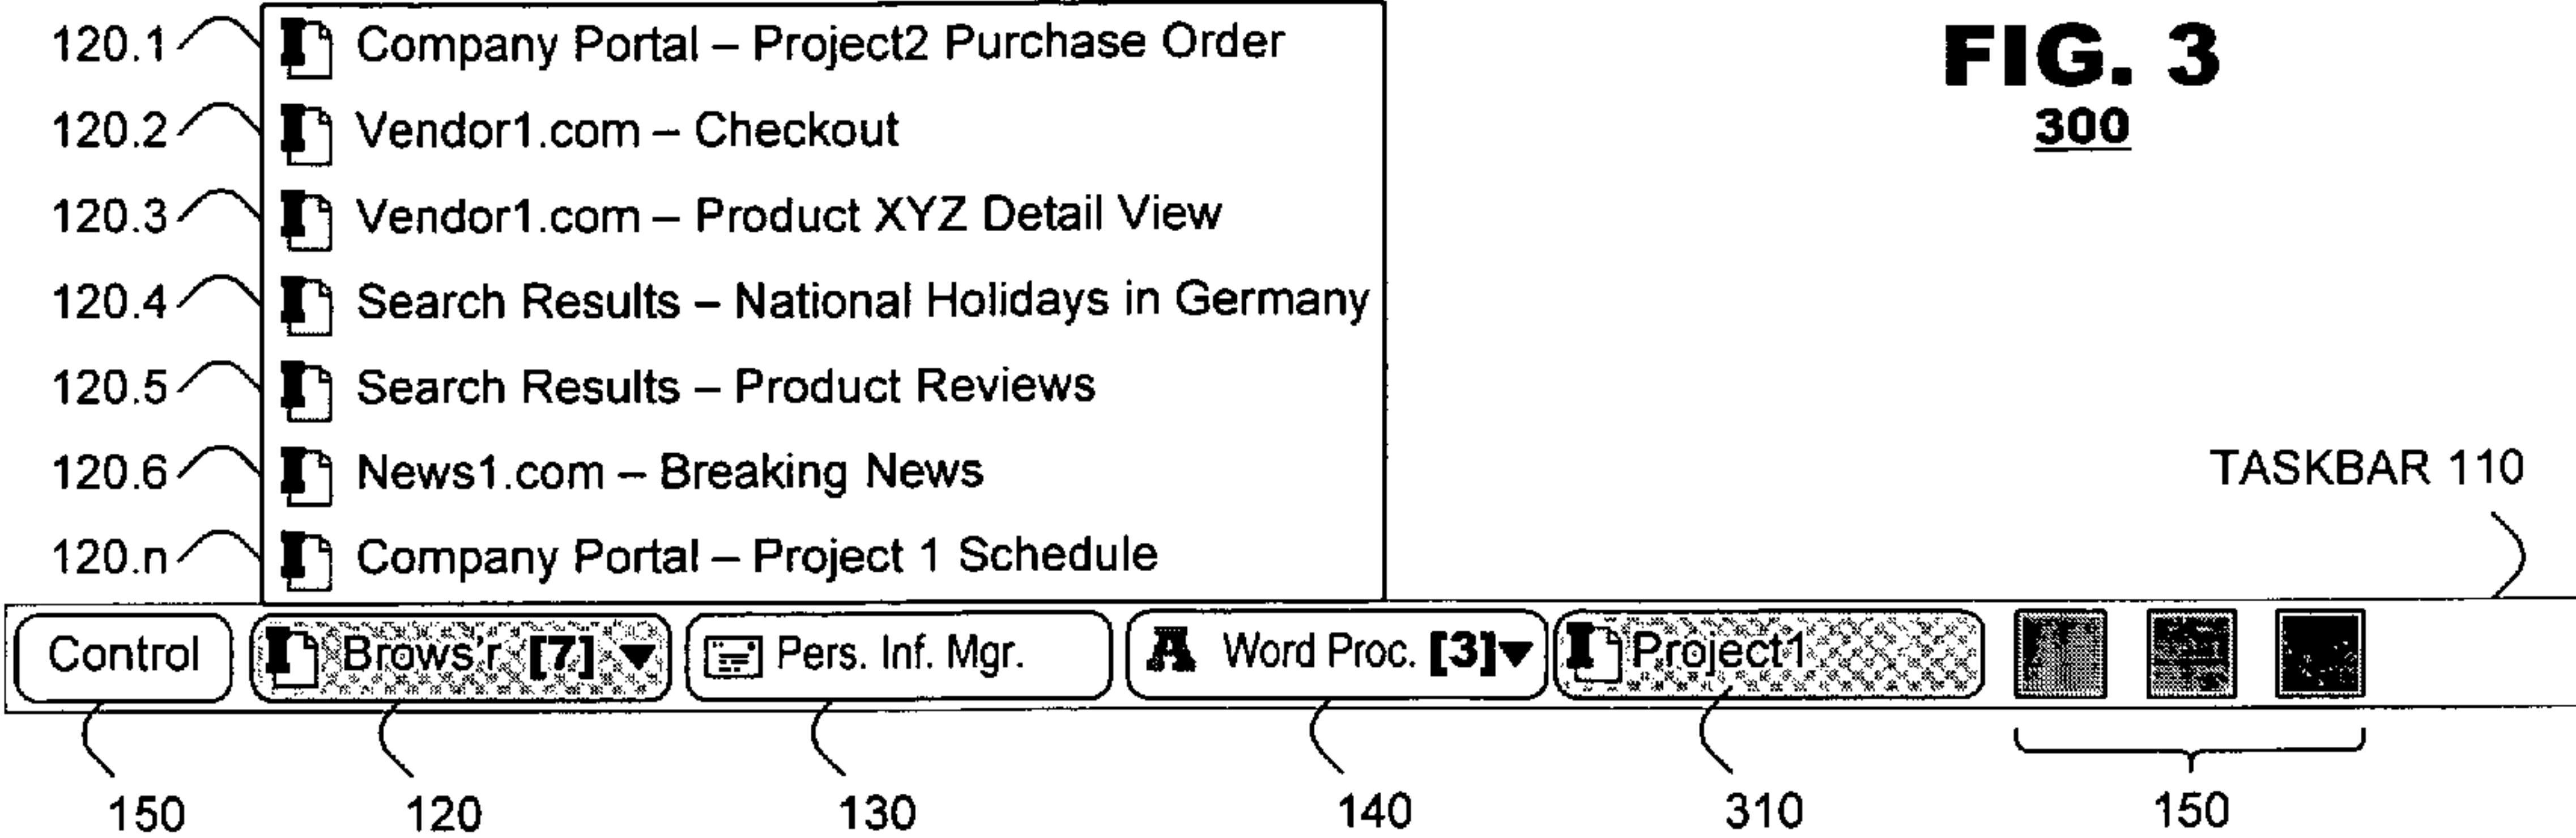 FIG. 3
300
120.1 Company Portal – Project2 Purchase Order
120.2 Vendor1.com – Checkout
120.3 Vendor1.com – Product XYZ Detail View
120.4 Search Results – National Holidays in Germany
120.5 Search Results – Product Reviews
120.6 News1.com – Breaking News
120.n Company Portal – Project 1 Schedule
TASKBAR 110
Control Brows'r [7] Pers. Inf. Mgr. A Word Proc. [3] Project1
150 120 130 140 310 150